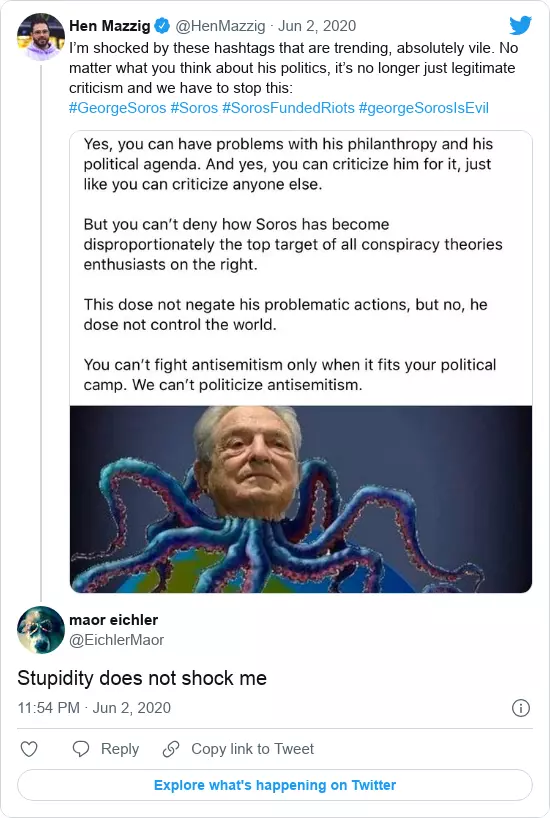 Hen Mazzig @HenMazzig · Jun 2, 2020
I'm shocked by these hashtags that are trending, absolutely vile. No
matter what you think about his politics, it's no longer just legitimate
criticism and we have to stop this:
#GeorgeSoros #Soros #SorosFundedRiots #georgeSorosIsEvil
Yes, you can have problems with his philanthropy and his
political agenda. And yes, you can criticize him for it, just
like you can criticize anyone else.
But you can't deny how Soros has become
disproportionately the top target of all conspiracy theories
enthusiasts on the right.
This dose not negate his problematic actions, but no, he
dose not control the world.
You can't fight antisemitism only when it fits your political
camp. We can't politicize antisemitism.
maor eichler
@EichlerMaor
Stupidity does not shock me
11:54 PM · Jun 2, 2020
Reply Copy link to Tweet
Explore what's happening on Twitter